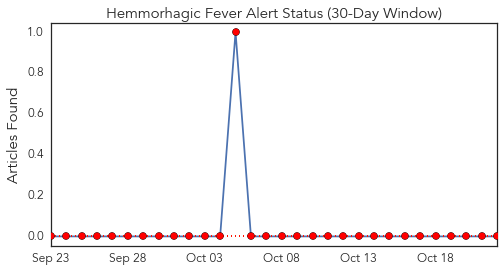 Hemmorhagic Fever Alert Status (30-Day Window)
Articles Found
1.0
0.8
0.6
0.4
0.2
0.0
Sep 23 Sep 28 Oct 03 Oct 08 Oct 13 Oct 18